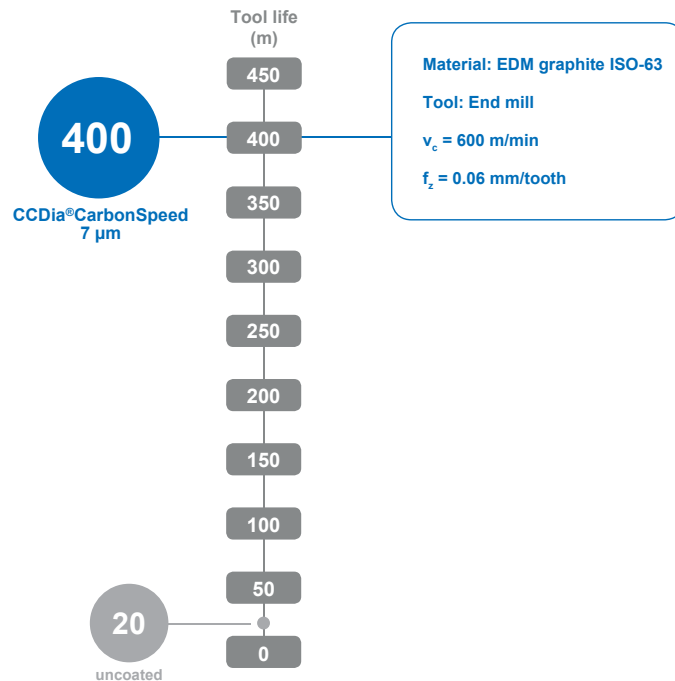 Tool life
(m)
450
400
400
CCDia®CarbonSpeed
7 µm
Material: EDM graphite ISO-63
Tool: End mill
vc = 600 m/min
fz = 0.06 mm/tooth
350
300
250
200
150
100
50
20
uncoated
0